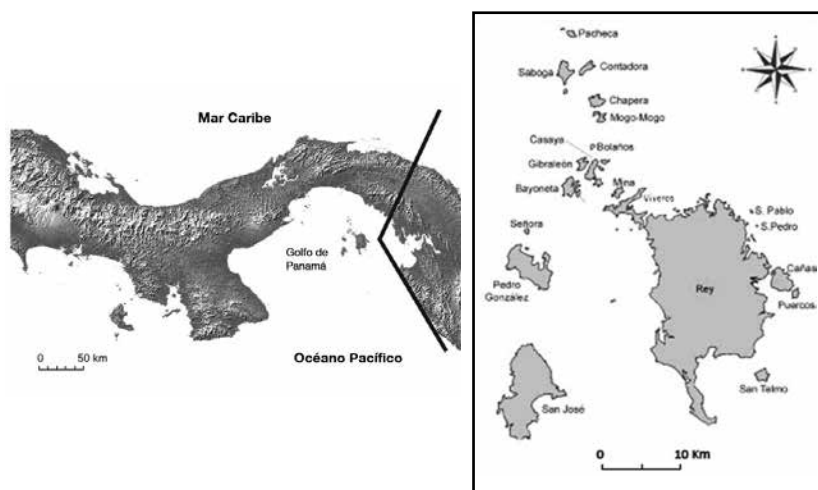 Mar Caribe
Golfo de
Panamá
Océano Pacífico
0 50 km
Pacheca
Contadora
Saboga
Chapera
Mogo-Mogo
Casaya
Bolaños
Gibraleón
Mina
Bayoneta
Viveros
S. Pablo
S.Pedro
Señora
Cañas
Pedro
González
Rey
Puercos
San Telmo
San José
0 10 Km